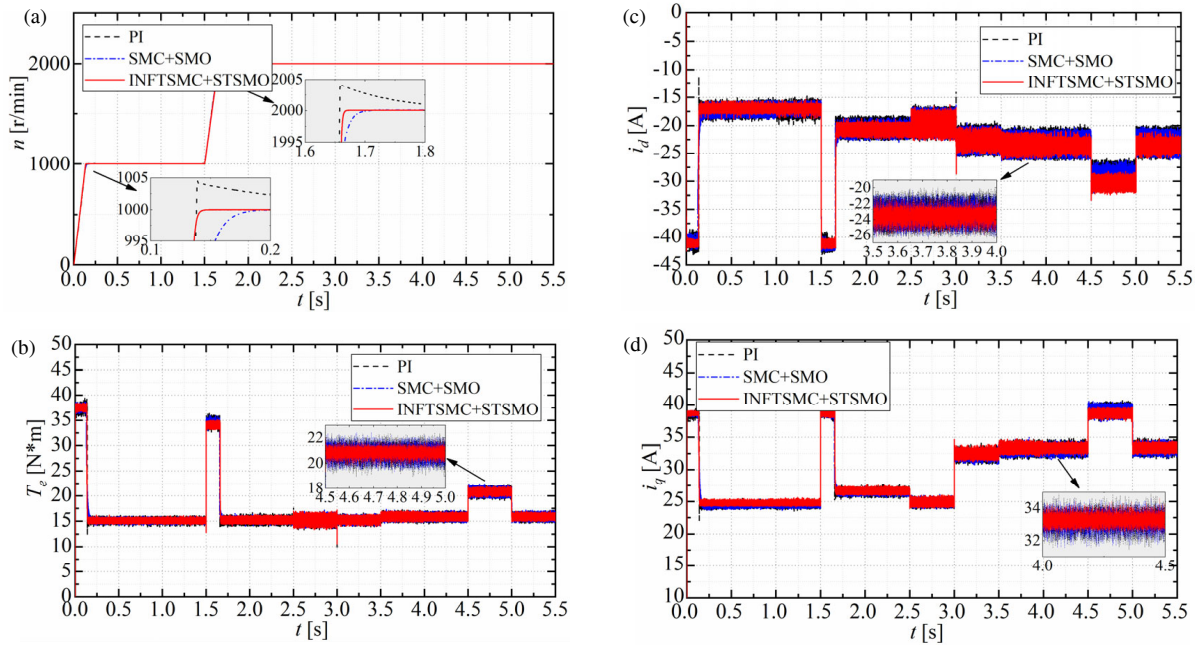 (a)
n [r/min]
2000
1000
0
PI
SMC+SMO
INFTSMC+STSMO
2005
2000
1995
1.6 1.7 1.8
1005
1000
995
0.1 0.2
0.0 0.5 1.0 1.5 2.0 2.5 3.0 3.5 4.0 4.5 5.0 5.5
t [s]
(c)
i_d [A]
0
-5
-10
-15
-20
-25
-30
-35
-40
-45
PI
SMC+SMO
INFTSMC+STSMO
-20
-22
-24
-26
3.5 3.6 3.7 3.8 3.9 4.0
0.0 0.5 1.0 1.5 2.0 2.5 3.0 3.5 4.0 4.5 5.0 5.5
t [s]
(b)
T_e [N*m]
50
45
40
35
30
25
20
15
10
5
0
PI
SMC+SMO
INFTSMC+STSMO
22
21
20
19
18
4.5 4.6 4.7 4.8 4.9 5.0
0.0 0.5 1.0 1.5 2.0 2.5 3.0 3.5 4.0 4.5 5.0 5.5
t [s]
(d)
i_q [A]
50
45
40
35
30
25
20
15
10
PI
SMC+SMO
INFTSMC+STSMO
34
32
4.0 4.5
0.0 0.5 1.0 1.5 2.0 2.5 3.0 3.5 4.0 4.5 5.0 5.5
t [s]